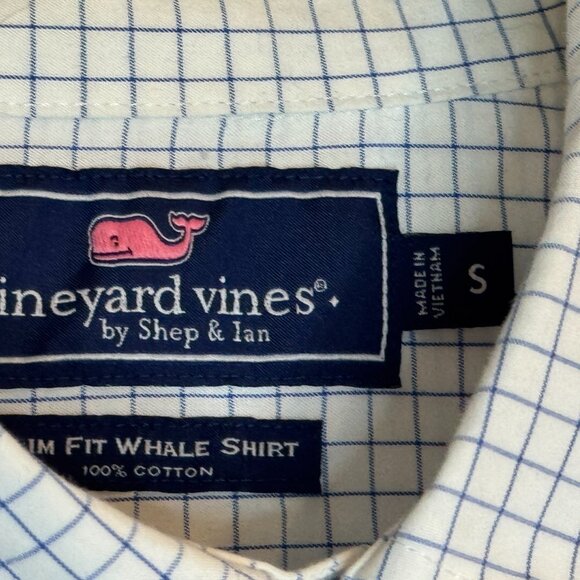 ineyard vines®
by Shep & Ian
MADE IN
VIETNAM
S
IM FIT WHALE SHIRT
100% COTTON